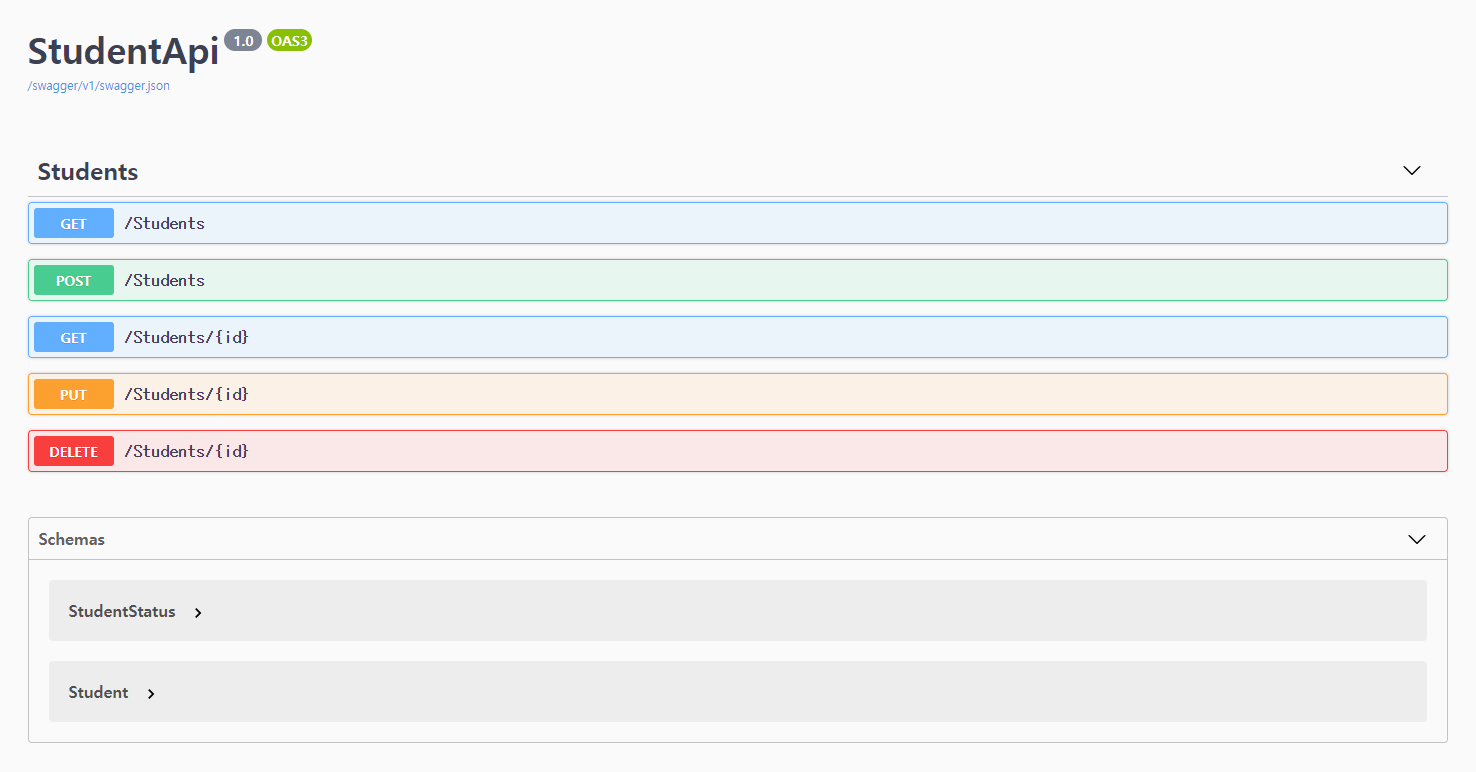 StudentApi 1.0 OAS3
/swagger/v1/swagger.json
Students
GET /Students
POST /Students
GET /Students/{id}
PUT /Students/{id}
DELETE /Students/{id}
Schemas
StudentStatus
Student